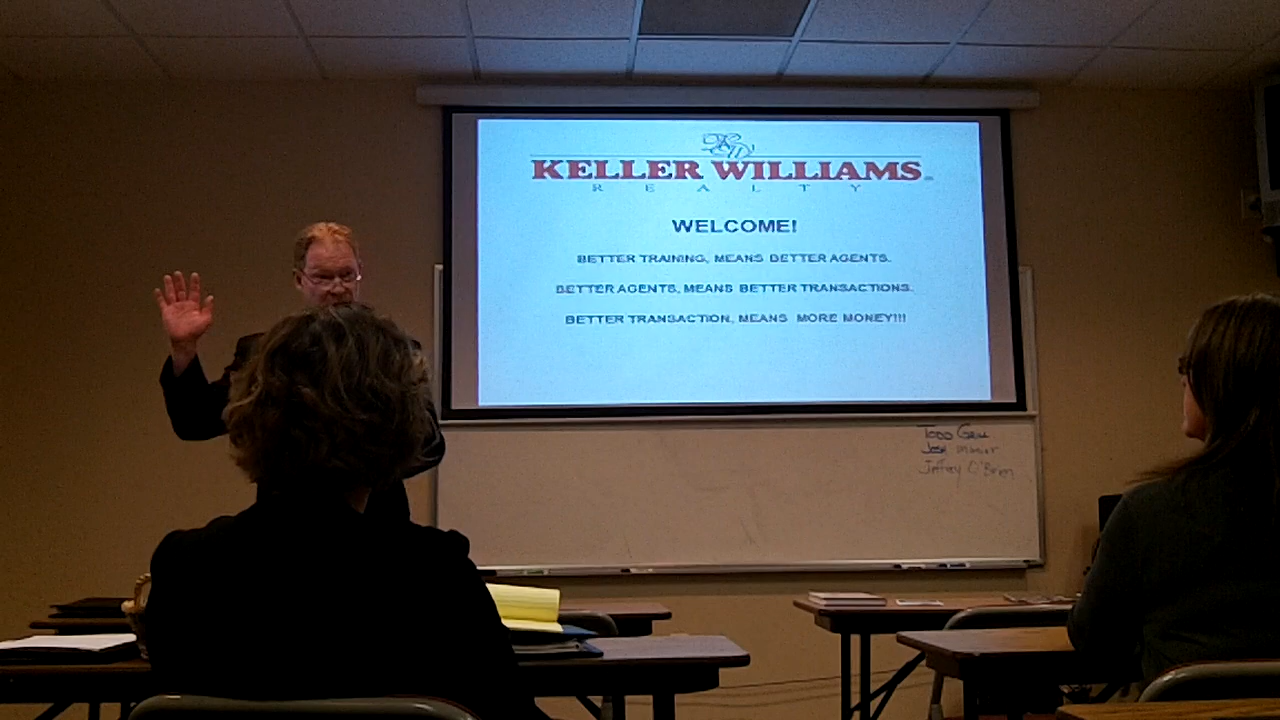 KELLER WILLIAMS
REALTY
WELCOME!
BETTER TRAINING, MEANS BETTER AGENTS.
BETTER AGENTS, MEANS BETTER TRANSACTIONS.
BETTER TRANSACTION, MEANS MORE MONEY!!!
TODD
Josh
Jeffrey O'Brien